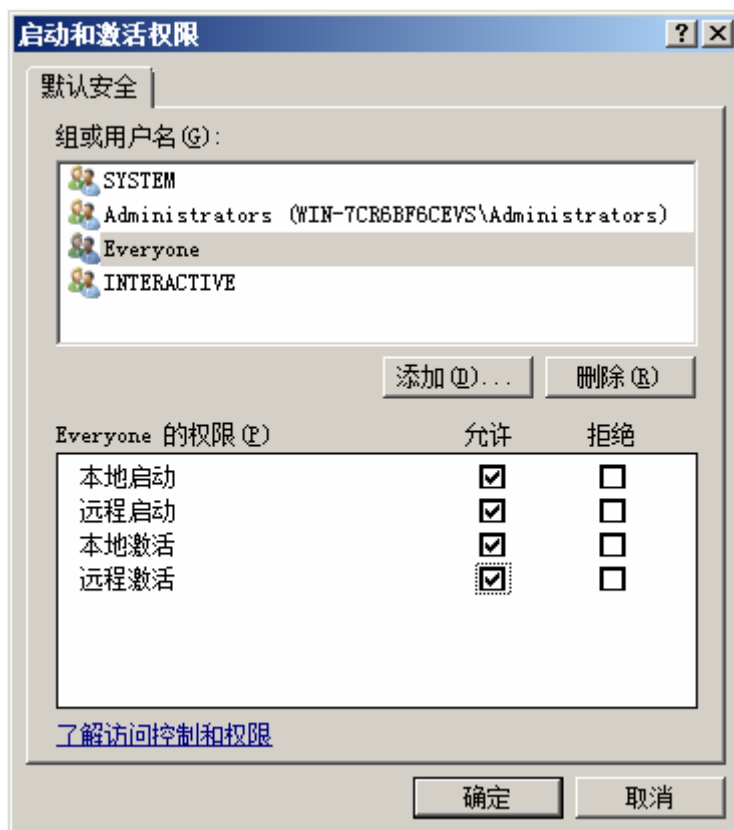 启动和激活权限
默认安全
组或用户名(G):
SYSTEM
Administrators (WIN-7CR6BF6CEVS\Administrators)
Everyone
INTERACTIVE
添加(D)... 删除(R)
Everyone 的权限(P) 允许 拒绝
本地启动
远程启动
本地激活
远程激活
了解访问控制和权限
确定 取消